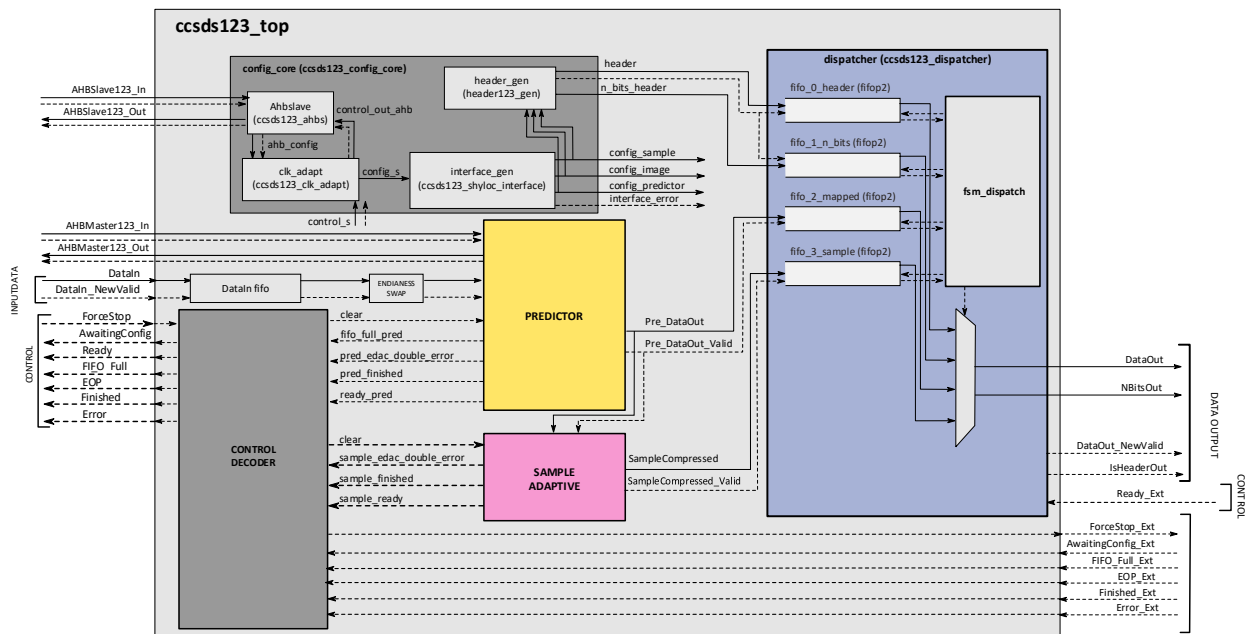 ccsds123_top
config_core (ccsds123_config_core)
dispatcher (ccsds123_dispatcher)
AHBSlave123_In
AHBSlave123_Out
Ahbslave
(ccsds123_ahbs)
control_out_ahb
ahb_config
clk_adapt
(ccsds123_clk_adapt)
config_s
control_s
header_gen
(header123_gen)
interface_gen
(ccsds123_shyloc_interface)
header
n_bits_header
config_sample
config_image
config_predictor
interface_error
fifo_0_header (fifop2)
fifo_1_n_bits (fifop2)
fifo_2_mapped (fifop2)
fifo_3_sample (fifop2)
fsm_dispatch
AHBMaster123_In
AHBMaster123_Out
INPUTDATA
DataIn
DataIn_NewValid
DataIn fifo
ENDIANESS
SWAP
PREDICTOR
CONTROL
ForceStop
AwaitingConfig
Ready
FIFO_Full
EOP
Finished
Error
CONTROL
DECODER
clear
fifo_full_pred
pred_edac_double_error
pred_finished
ready_pred
Pre_DataOut
Pre_DataOut_Valid
clear
sample_edac_double_error
sample_finished
sample_ready
SAMPLE
ADAPTIVE
SampleCompressed
SampleCompressed_Valid
DataOut
NBitsOut
DataOut_NewValid
IsHeaderOut
DATA OUTPUT
Ready_Ext
CONTROL
ForceStop_Ext
AwaitingConfig_Ext
FIFO_Full_Ext
EOP_Ext
Finished_Ext
Error_Ext